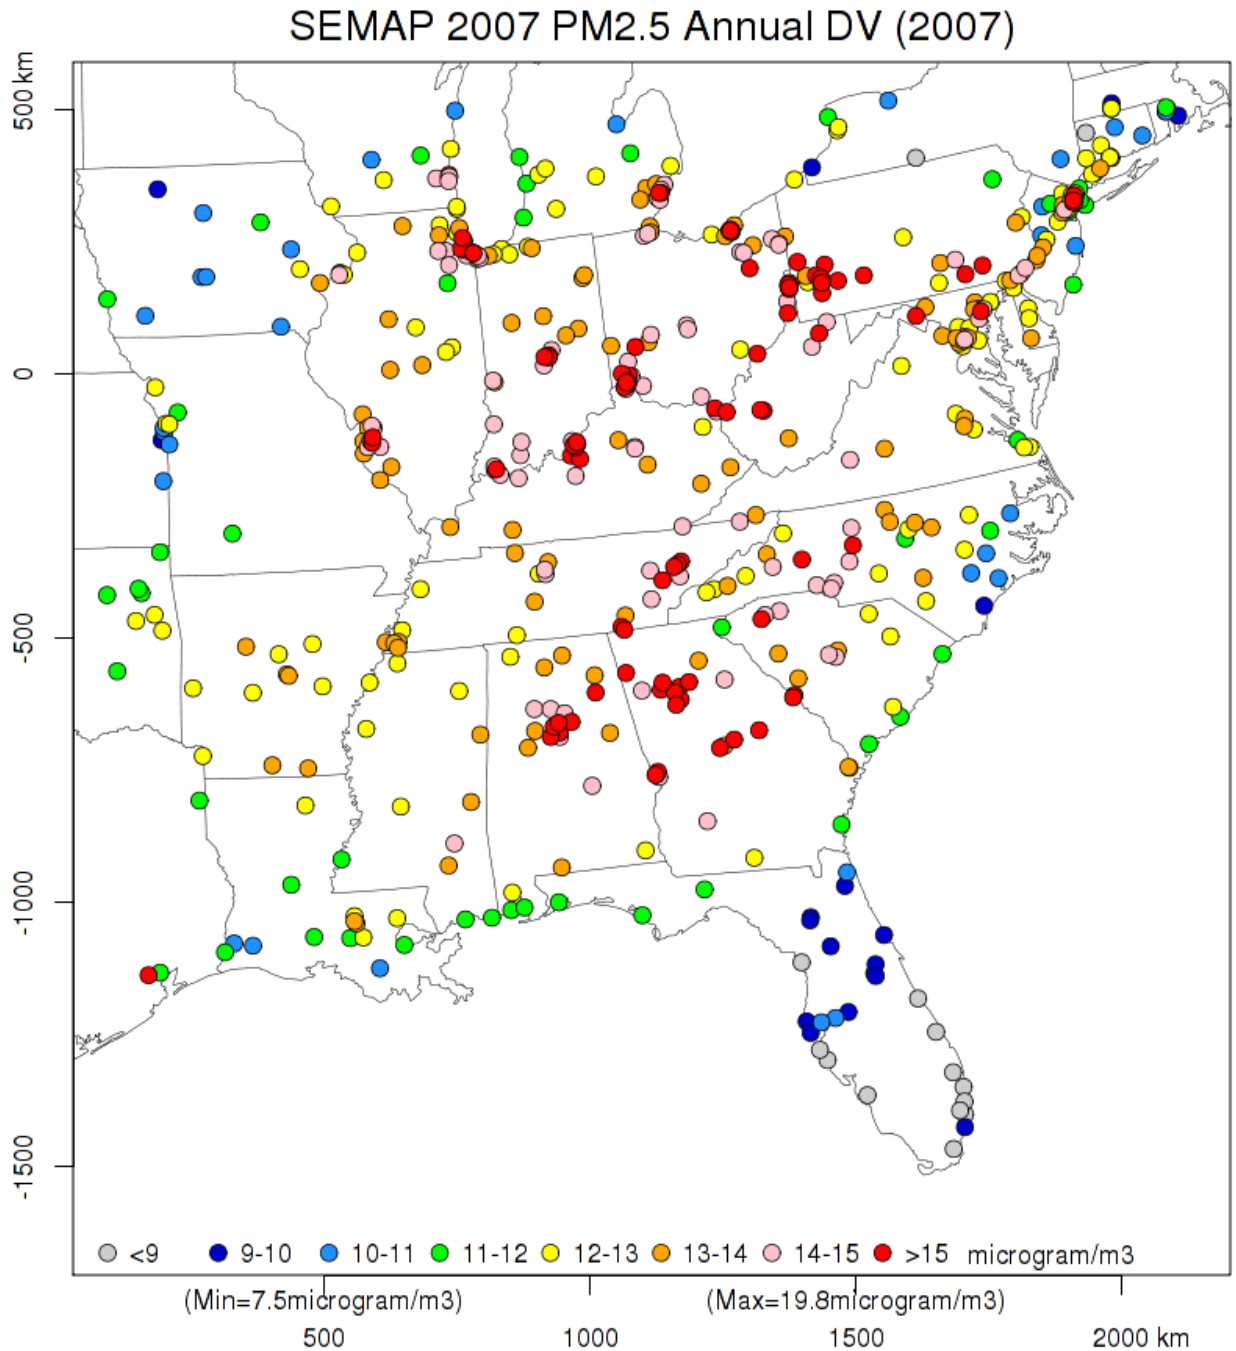 SEMAP 2007 PM2.5 Annual DV (2007)
500 km
0
-500
-1000
-1500
<9 9-10 10-11 11-12 12-13 13-14 14-15 >15 microgram/m3
(Min=7.5microgram/m3) (Max=19.8microgram/m3)
500 1000 1500 2000 km